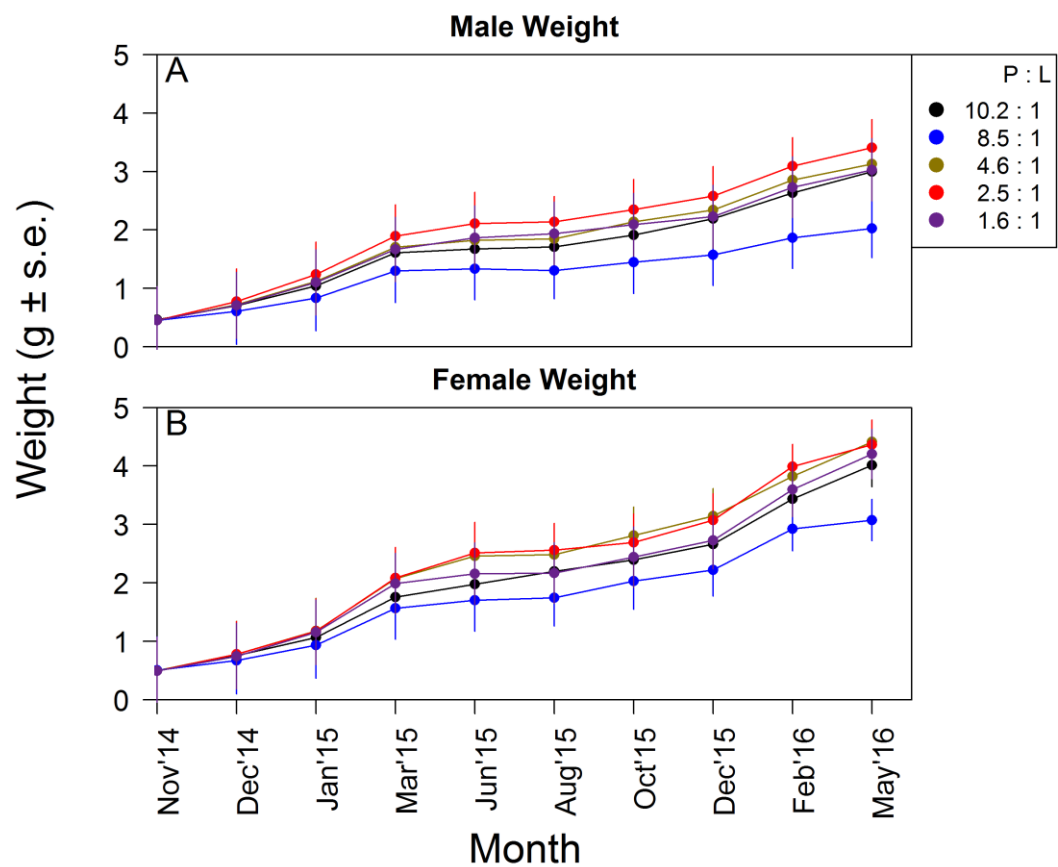 Male Weight
A
5
4
3
2
1
0
P : L
10.2 : 1
8.5 : 1
4.6 : 1
2.5 : 1
1.6 : 1
Weight (g ± s.e.)
Female Weight
B
5
4
3
2
1
0
Nov'14
Dec'14
Jan'15
Mar'15
Jun'15
Aug'15
Oct'15
Dec'15
Feb'16
May'16
Month